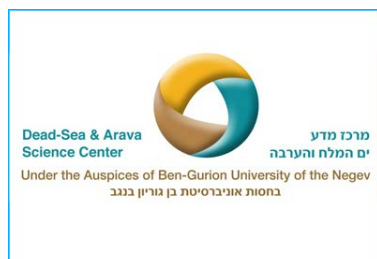 Dead-Sea & Arava
Science Center
מרכז מדע
ים המלח והערבה
Under the Auspices of Ben-Gurion University of the Negev
בחסות אוניברסיטת בן גוריון בנגב